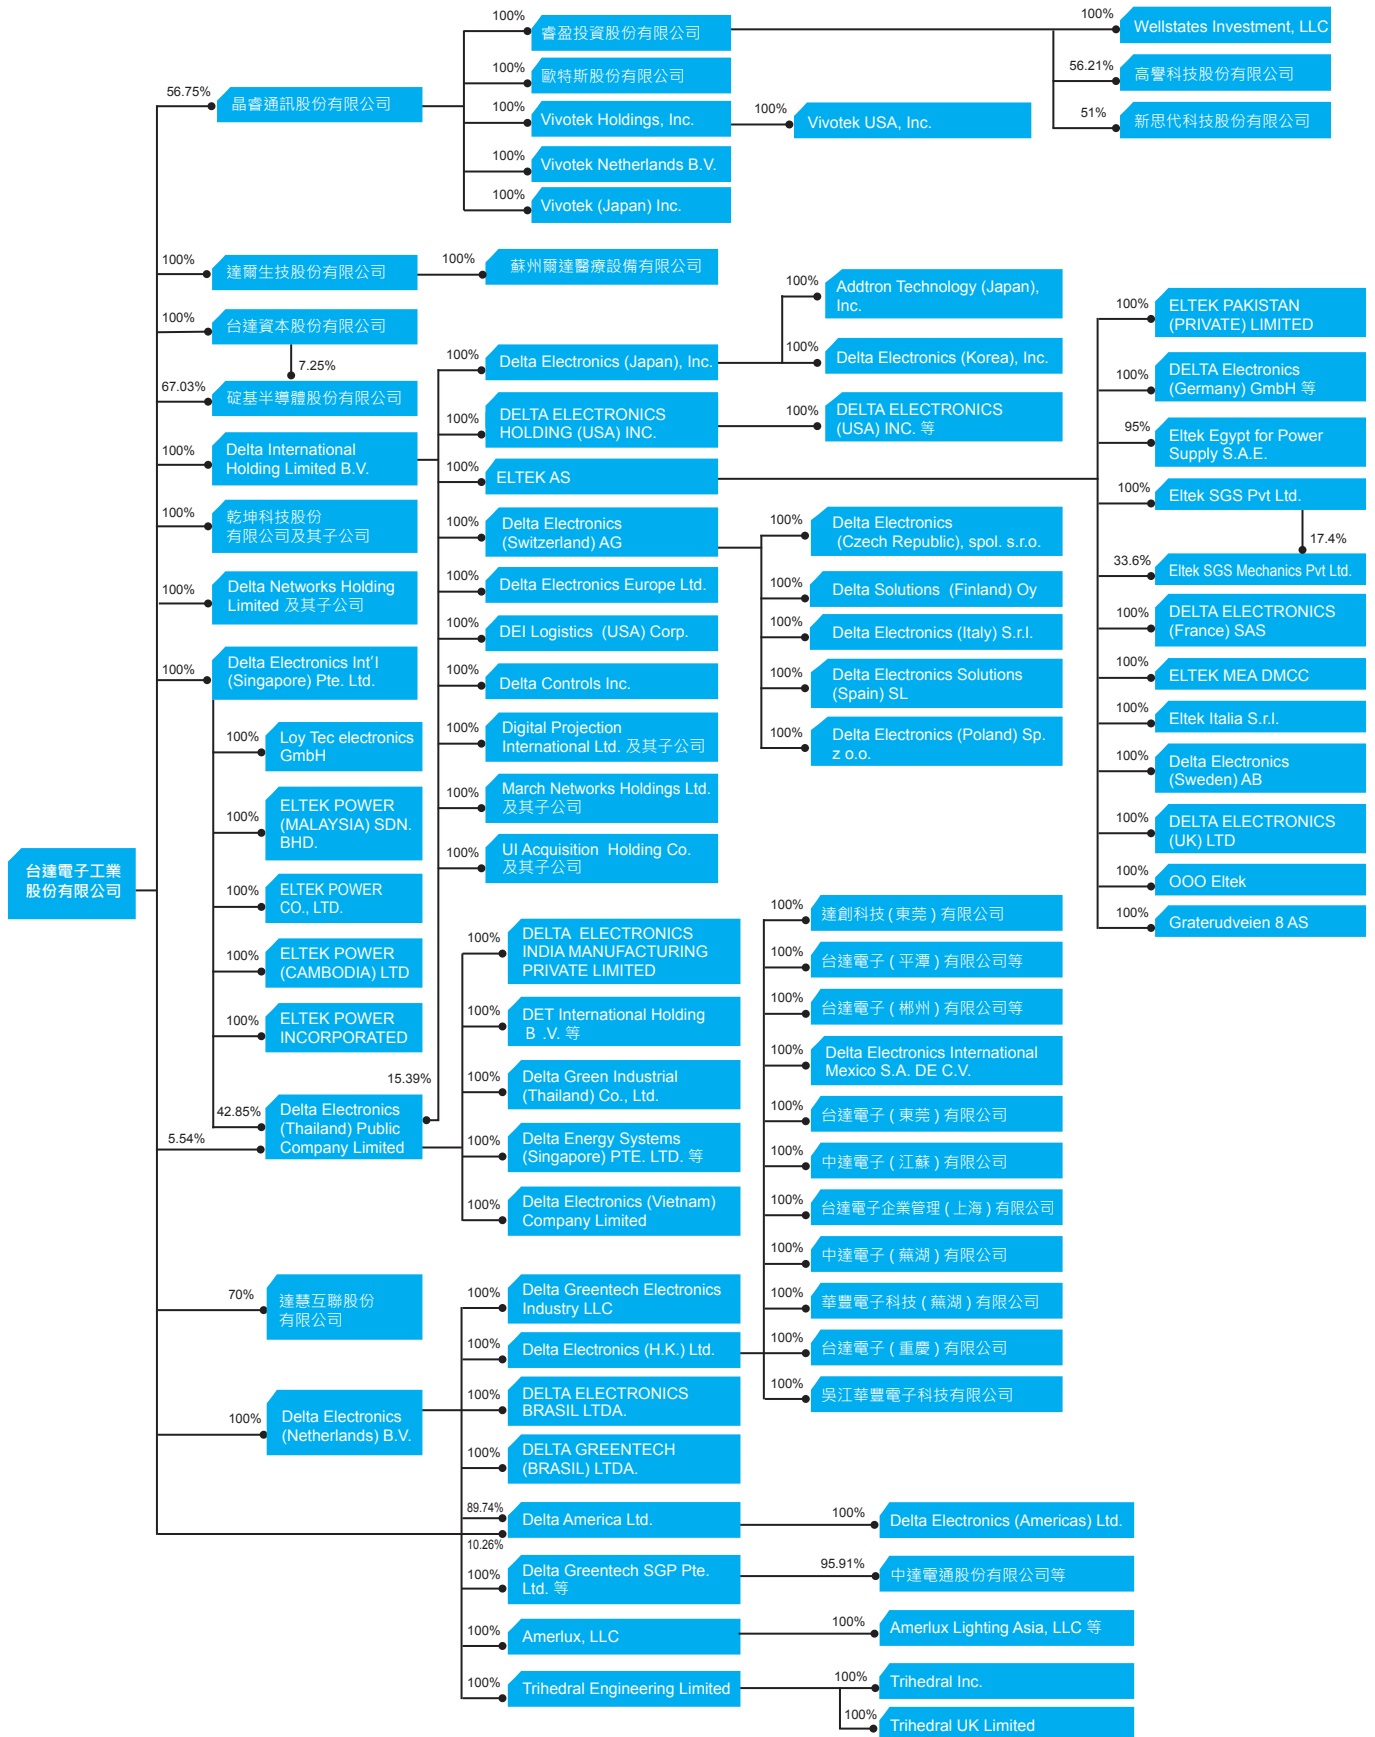 台達電子工業
股份有限公司
56.75%
晶睿通訊股份有限公司
100%
睿盈投資股份有限公司
100%
Wellstates Investment, LLC
56.21%
高譽科技股份有限公司
51%
新思代科技股份有限公司
100%
歐特斯股份有限公司
100%
Vivotek Holdings, Inc.
100%
Vivotek USA, Inc.
100%
Vivotek Netherlands B.V.
100%
Vivotek (Japan) Inc.
100%
達爾生技股份有限公司
100%
蘇州爾達醫療設備有限公司
100%
台達資本股份有限公司
7.25%
67.03%
碇基半導體股份有限公司
100%
Delta International
Holding Limited B.V.
100%
乾坤科技股份
有限公司及其子公司
100%
Delta Networks Holding
Limited 及其子公司
100%
Delta Electronics Int'l
(Singapore) Pte. Ltd.
100%
Loy Tec electronics
GmbH
100%
ELTEK POWER
(MALAYSIA) SDN.
BHD.
100%
ELTEK POWER
CO., LTD.
100%
ELTEK POWER
(CAMBODIA) LTD
100%
ELTEK POWER
INCORPORATED
42.85%
5.54%
15.39%
Delta Electronics
(Thailand) Public
Company Limited
100%
Delta Electronics (Japan), Inc.
100%
Addtron Technology (Japan),
Inc.
100%
Delta Electronics (Korea), Inc.
100%
DELTA ELECTRONICS
HOLDING (USA) INC.
100%
DELTA ELECTRONICS
(USA) INC. 等
100%
ELTEK AS
100%
Delta Electronics
(Switzerland) AG
100%
Delta Electronics
(Czech Republic), spol. s.r.o.
100%
Delta Solutions (Finland) Oy
100%
Delta Electronics (Italy) S.r.l.
100%
Delta Electronics Solutions
(Spain) SL
100%
Delta Electronics (Poland) Sp.
z o.o.
100%
Delta Electronics Europe Ltd.
100%
DEI Logistics (USA) Corp.
100%
Delta Controls Inc.
100%
Digital Projection
International Ltd. 及其子公司
100%
March Networks Holdings Ltd.
及其子公司
100%
UI Acquisition Holding Co.
及其子公司
100%
ELTEK PAKISTAN
(PRIVATE) LIMITED
100%
DELTA Electronics
(Germany) GmbH 等
95%
Eltek Egypt for Power
Supply S.A.E.
100%
Eltek SGS Pvt Ltd.
17.4%
33.6%
Eltek SGS Mechanics Pvt Ltd.
100%
DELTA ELECTRONICS
(France) SAS
100%
ELTEK MEA DMCC
100%
Eltek Italia S.r.l.
100%
Delta Electronics
(Sweden) AB
100%
DELTA ELECTRONICS
(UK) LTD
100%
OOO Eltek
100%
Graterudveien 8 AS
100%
DELTA ELECTRONICS
INDIA MANUFACTURING
PRIVATE LIMITED
100%
DET International Holding
B .V. 等
100%
Delta Green Industrial
(Thailand) Co., Ltd.
100%
Delta Energy Systems
(Singapore) PTE. LTD. 等
100%
Delta Electronics (Vietnam)
Company Limited
70%
達慧互聯股份
有限公司
100%
Delta Electronics
(Netherlands) B.V.
100%
Delta Greentech Electronics
Industry LLC
100%
Delta Electronics (H.K.) Ltd.
100%
達創科技 ( 東莞 ) 有限公司
100%
台達電子 ( 平潭 ) 有限公司等
100%
台達電子 ( 郴州 ) 有限公司等
100%
Delta Electronics International
Mexico S.A. DE C.V.
100%
台達電子 ( 東莞 ) 有限公司
100%
中達電子 ( 江蘇 ) 有限公司
100%
台達電子企業管理 ( 上海 ) 有限公司
100%
中達電子 ( 蕪湖 ) 有限公司
100%
華豐電子科技 ( 蕪湖 ) 有限公司
100%
台達電子 ( 重慶 ) 有限公司
100%
吳江華豐電子科技有限公司
100%
DELTA ELECTRONICS
BRASIL LTDA.
100%
DELTA GREENTECH
(BRASIL) LTDA.
89.74%
10.26%
Delta America Ltd.
100%
Delta Electronics (Americas) Ltd.
100%
Delta Greentech SGP Pte.
Ltd. 等
95.91%
中達電通股份有限公司等
100%
Amerlux, LLC
100%
Amerlux Lighting Asia, LLC 等
100%
Trihedral Engineering Limited
100%
Trihedral Inc.
100%
Trihedral UK Limited